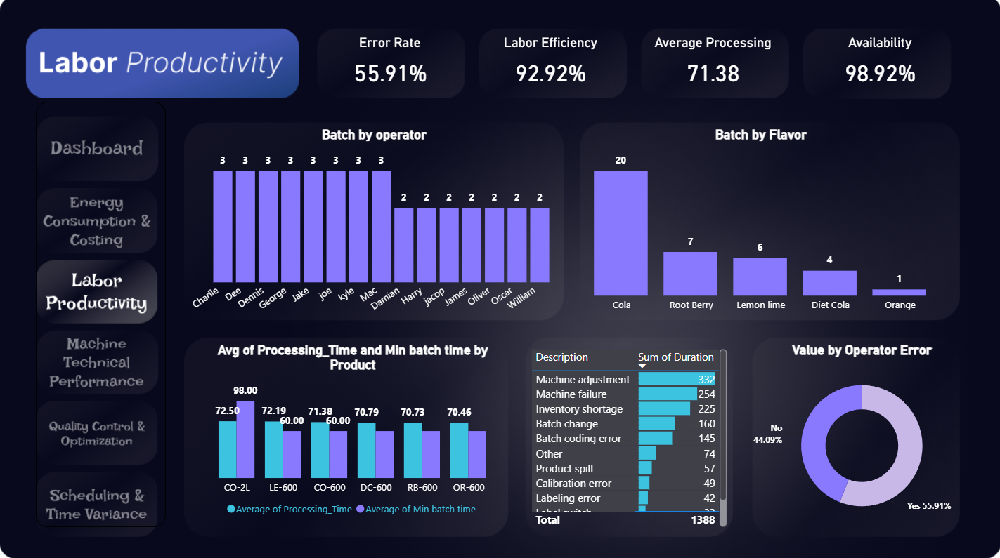 Labor Productivity
Error Rate
55.91%
Labor Efficiency
92.92%
Average Processing
71.38
Availability
98.92%
Dashboard
Energy
Consumption &
Costing
Labor
Productivity
Machine
Technical
Performance
Quality Control &
Optimization
Scheduling &
Time Variance
Batch by operator
3 3 3 3 3 3 3 3 2 2 2 2 2 2 2
Charlie Dee Dennis George Jake joe kyle Mac Damian Harry jacop James Oliver Oscar William
Batch by Flavor
20 7 6 4 1
Cola Root Berry Lemon lime Diet Cola Orange
Avg of Processing_Time and Min batch time by
Product
98.00
72.50 72.19 60.00 71.38 60.00 70.79 70.73 70.46
CO-2L LE-600 CO-600 DC-600 RB-600 OR-600
Average of Processing_Time Average of Min batch time
Description Sum of Duration
Machine adjustment 332
Machine failure 254
Inventory shortage 225
Batch change 160
Batch coding error 145
Other 74
Product spill 57
Calibration error 49
Labeling error 42
Total 1388
Value by Operator Error
No
44.09%
Yes 55.91%